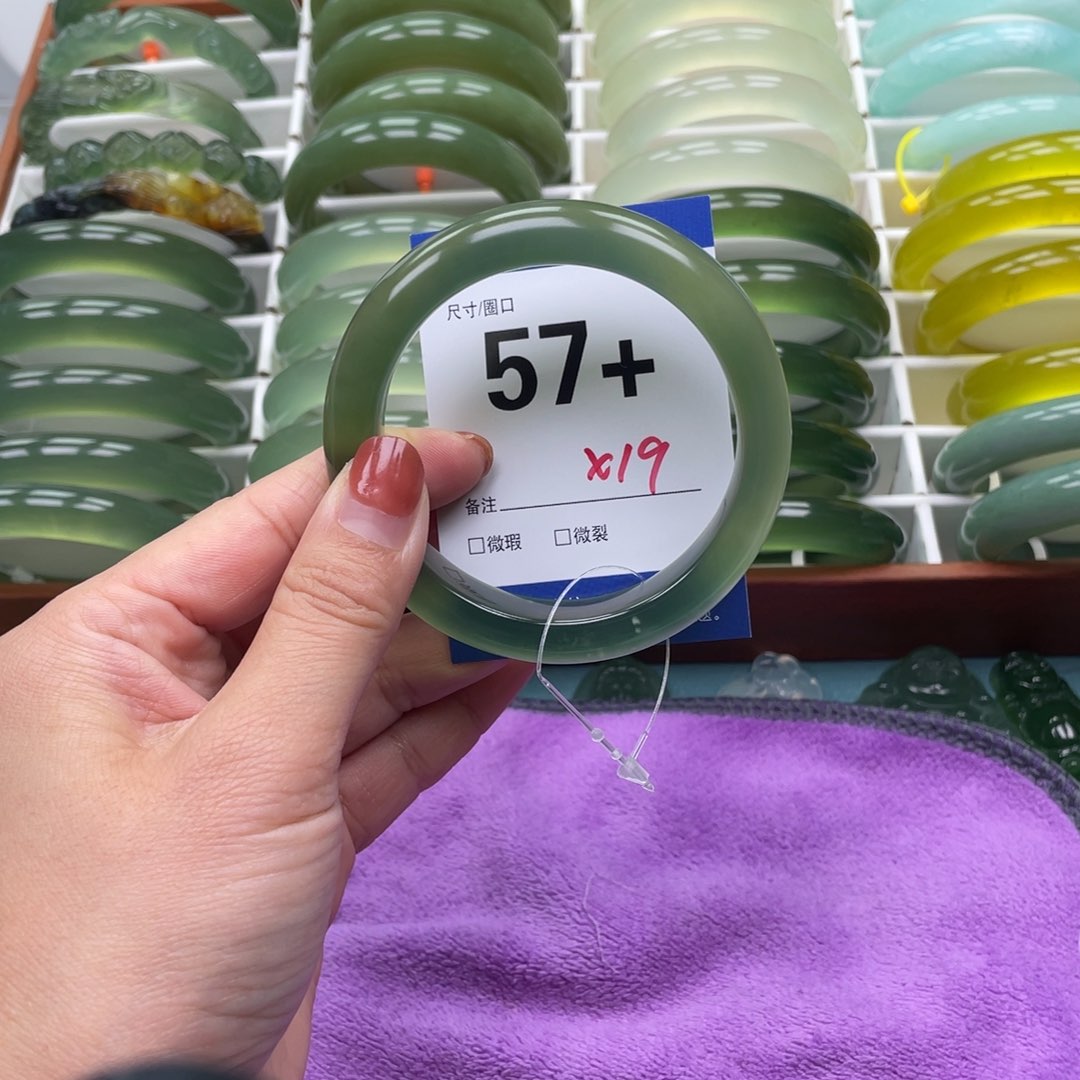 尺寸/圈口
57+
x19
备注
微瑕 微裂